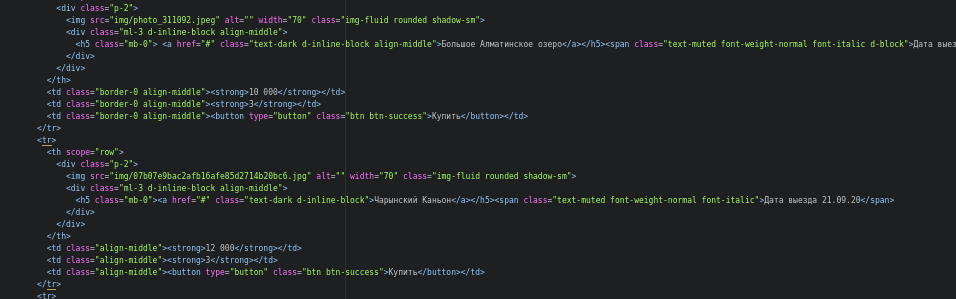 <div class="p-2">
<img src="img/photo_311092.jpeg" alt="" width="70" class="img-fluid rounded shadow-sm">
<div class="ml-3 d-inline-block align-middle">
<h5 class="mb-0"> <a href="#" class="text-dark d-inline-block align-middle">Большое Алматинское озеро</a></h5><span class="text-muted font-weight-normal font-italic d-block">Дата выез
</div>
</div>
</th>
<td class="border-0 align-middle"><strong>10 000</strong></td>
<td class="border-0 align-middle"><strong>3</strong></td>
<td class="border-0 align-middle"><button type="button" class="btn btn-success">Купить</button></td>
</tr>
<tr>
<th scope="row">
<div class="p-2">
<img src="img/07b07e9bac2afb16afe85d2714b20bc6.jpg" alt="" width="70" class="img-fluid rounded shadow-sm">
<div class="ml-3 d-inline-block align-middle">
<h5 class="mb-0"><a href="#" class="text-dark d-inline-block">Чарынский Каньон</a></h5><span class="text-muted font-weight-normal font-italic">Дата выезда 21.09.20</span>
</div>
</div>
</th>
<td class="align-middle"><strong>12 000</strong></td>
<td class="align-middle"><strong>3</strong></td>
<td class="align-middle"><button type="button" class="btn btn-success">Купить</button></td>
</tr>
<tr>